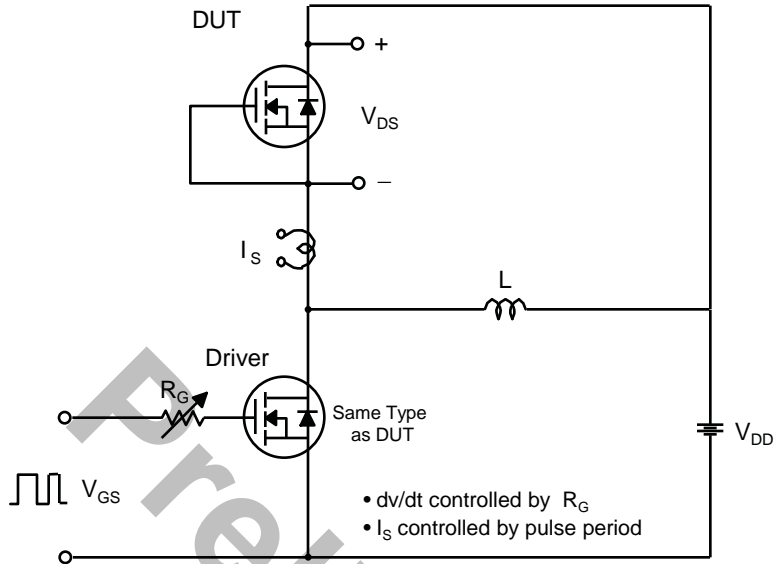 DUT
+
V_DS
−
I_S
L
Driver
R_G
Same Type
as DUT
V_DD
V_GS
• dv/dt controlled by R_G
• I_S controlled by pulse period